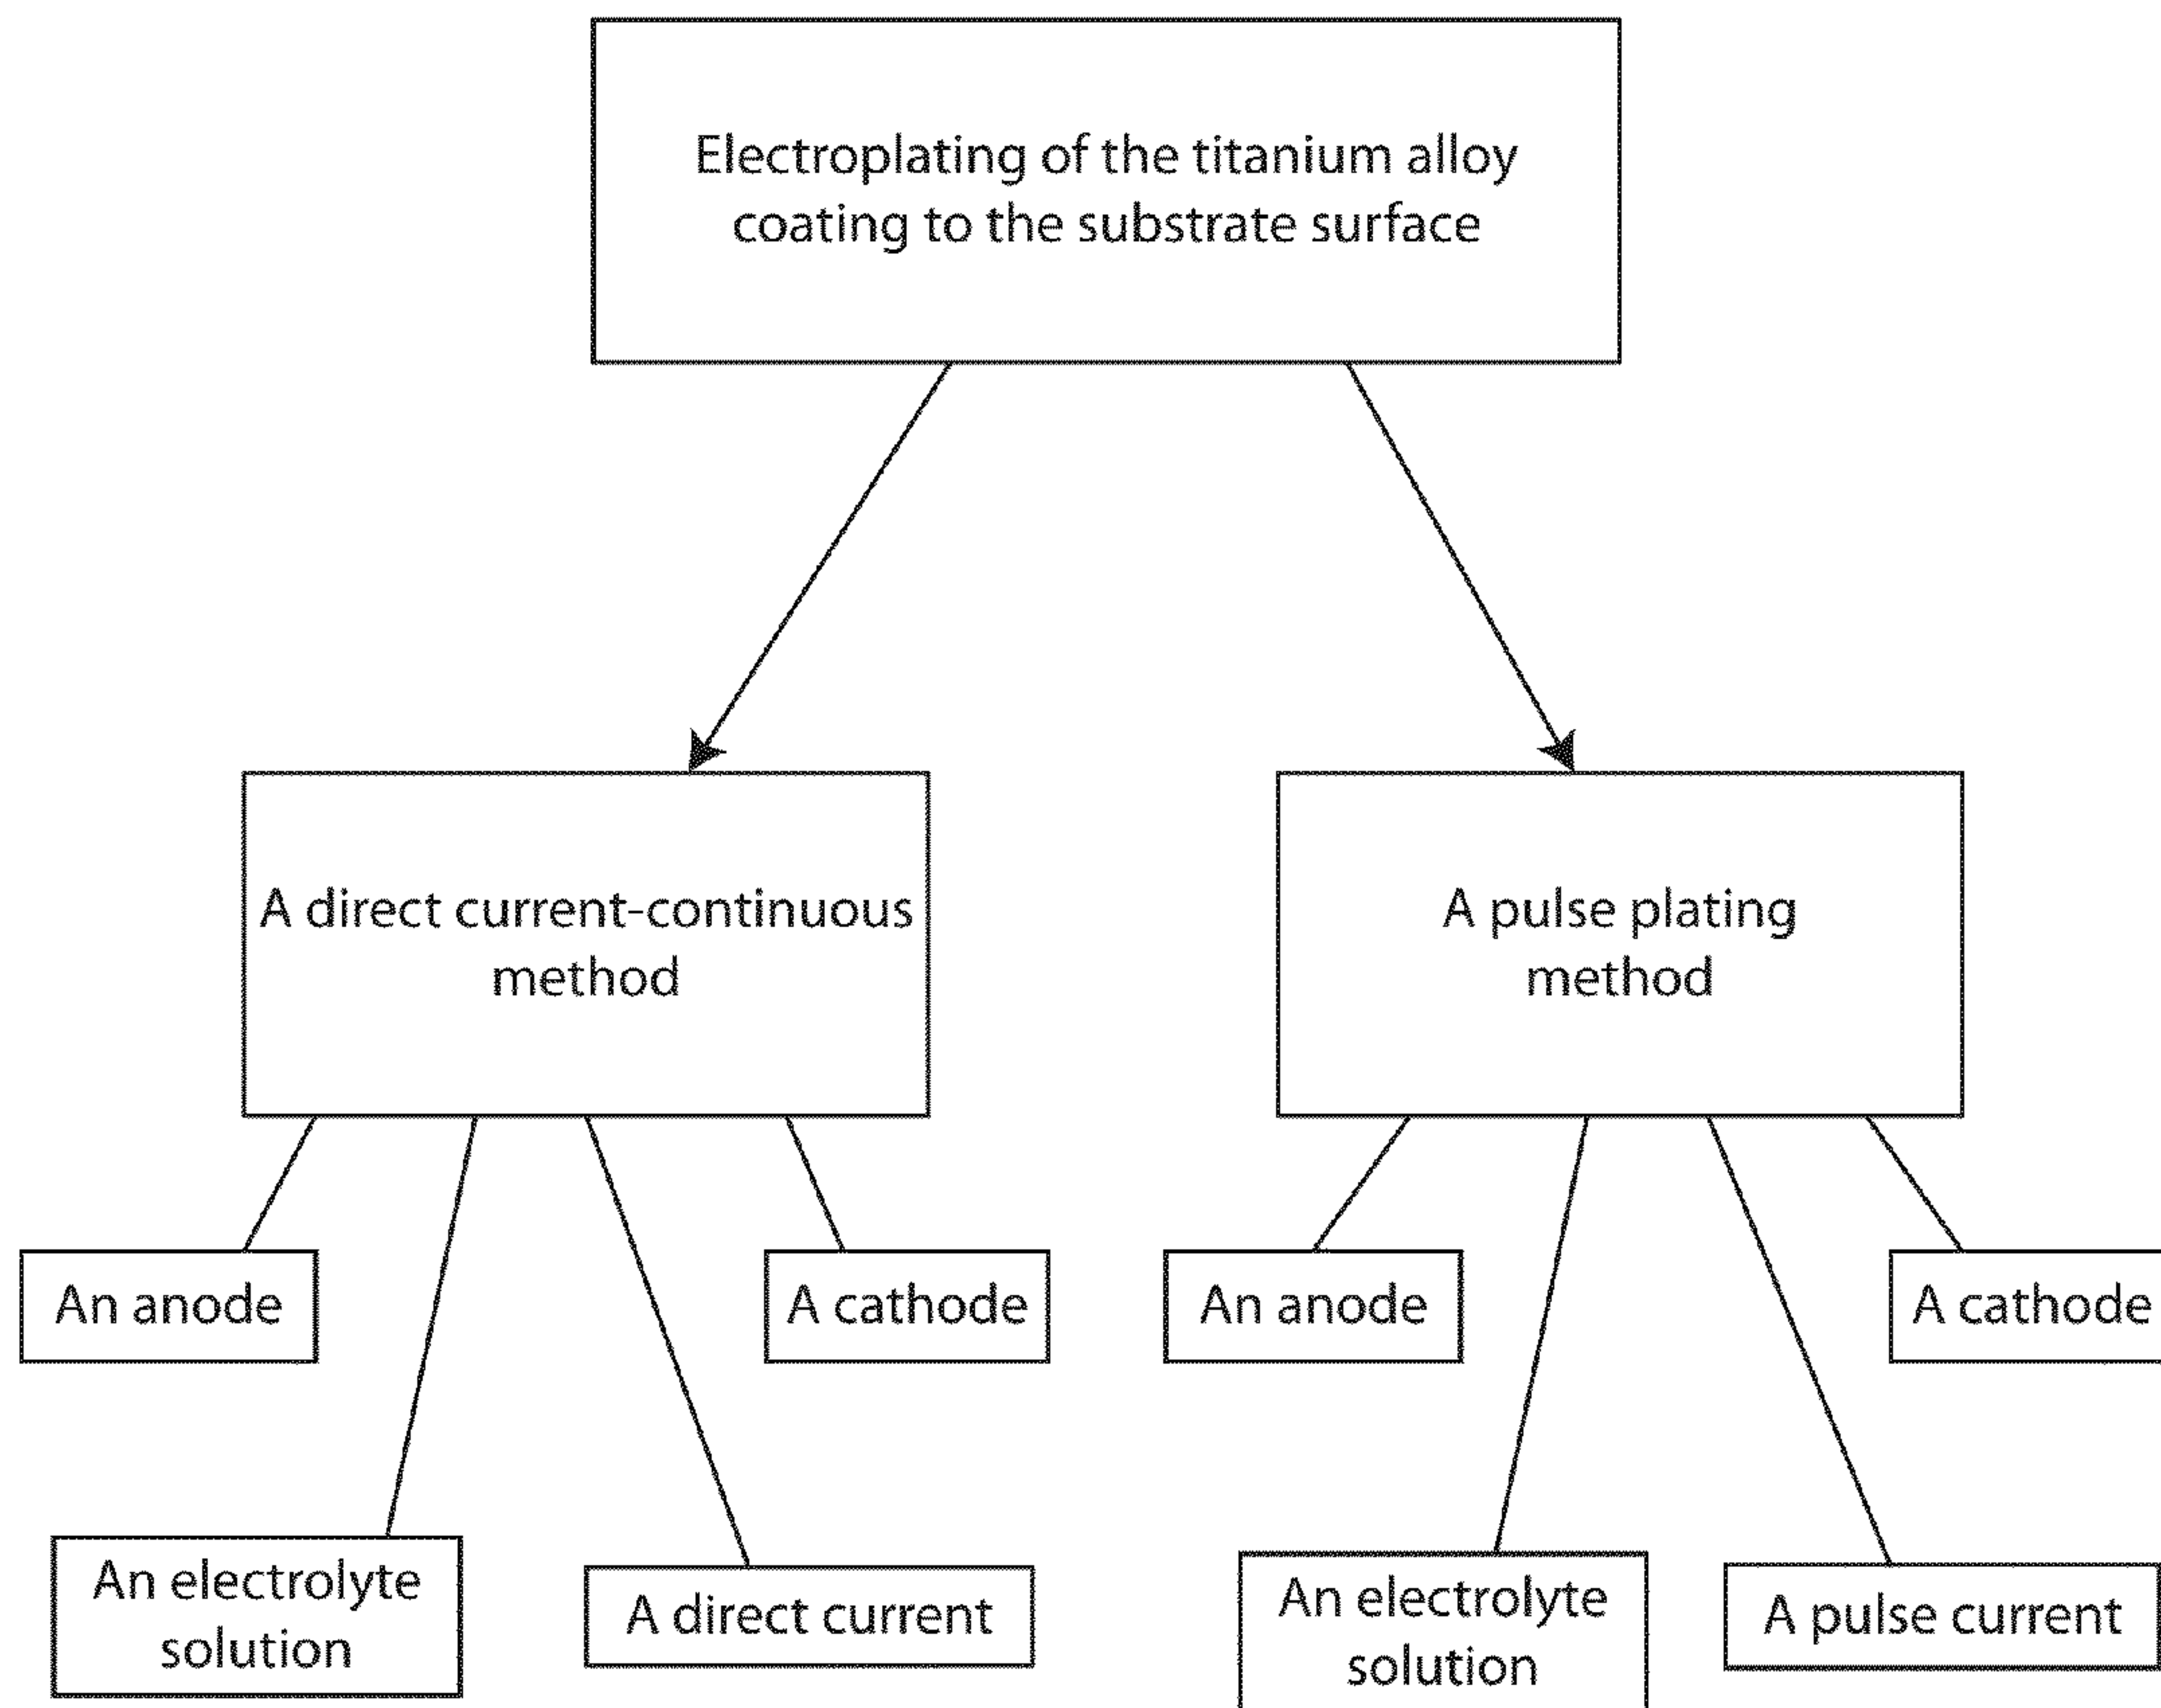 Electroplating of the titanium alloy
coating to the substrate surface
A direct current-continuous
method
A pulse plating
method
An anode
A cathode
An anode
A cathode
An electrolyte
solution
A direct current
An electrolyte
solution
A pulse current